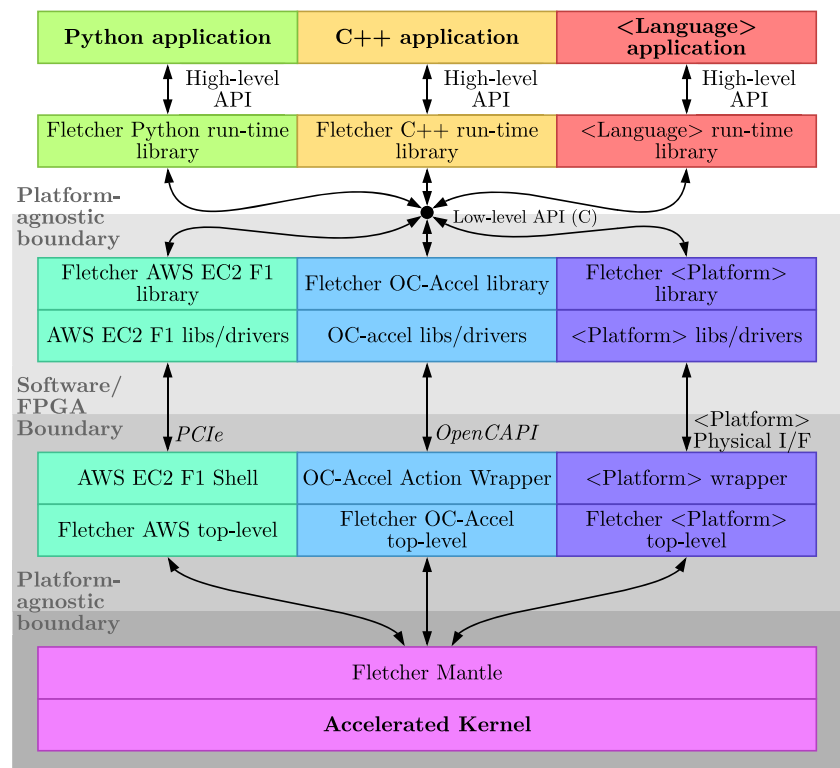 Python application
C++ application
<Language>
application
High-level
API
High-level
API
High-level
API
Fletcher Python run-time
library
Fletcher C++ run-time
library
<Language> run-time
library
Platform-
agnostic
boundary
Low-level API (C)
Fletcher AWS EC2 F1
library
Fletcher OC-Accel library
Fletcher <Platform>
library
AWS EC2 F1 libs/drivers
OC-accel libs/drivers
<Platform> libs/drivers
Software/
FPGA
Boundary
PCIe
OpenCAPI
<Platform>
Physical I/F
AWS EC2 F1 Shell
OC-Accel Action Wrapper
<Platform> wrapper
Fletcher AWS top-level
Fletcher OC-Accel
top-level
Fletcher <Platform>
top-level
Platform-
agnostic
boundary
Fletcher Mantle
Accelerated Kernel